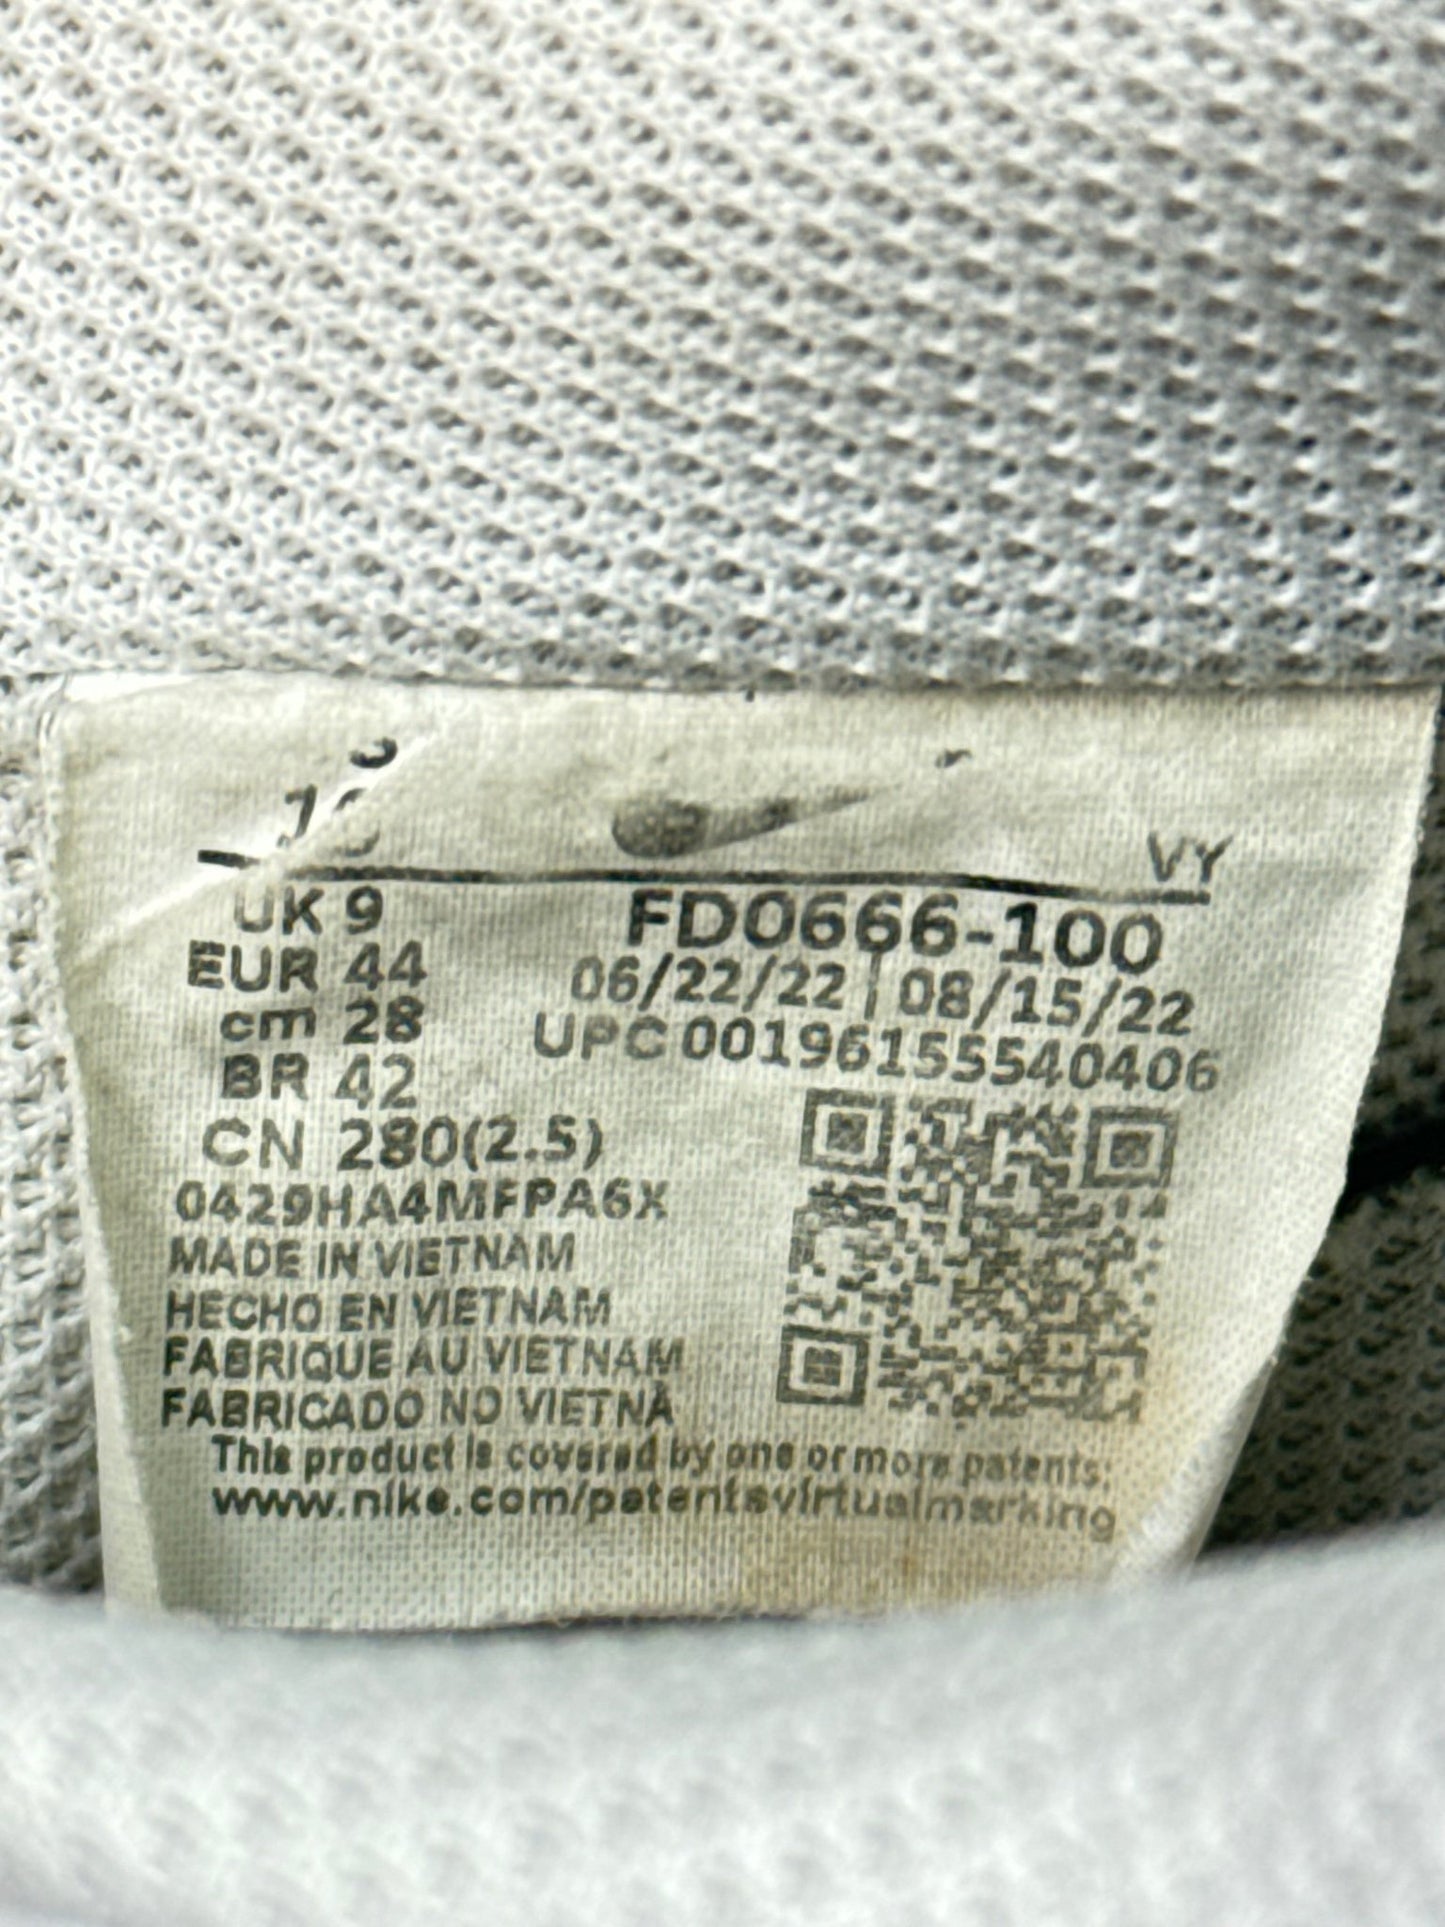 10 VY
UK 9 FD0666-100
EUR 44 06/22/22 | 08/15/22
cm 28 UPC 00196155540406
BR 42
CN 280(2.5)
0429HA4MFPA6X
MADE IN VIETNAM
HECHO EN VIETNAM
FABRIQUE AU VIETNAM
FABRICADO NO VIETNÃ
This product is covered by one or more patents:
www.nike.com/patentsvirtualmarking